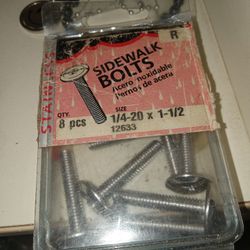 R
STAINLESS
SIDEWALK
BOLTS
Acero inoxidable
Pernos de acera
QTY.
8 pcs
SIZE
1/4-20 x 1-1/2
12633